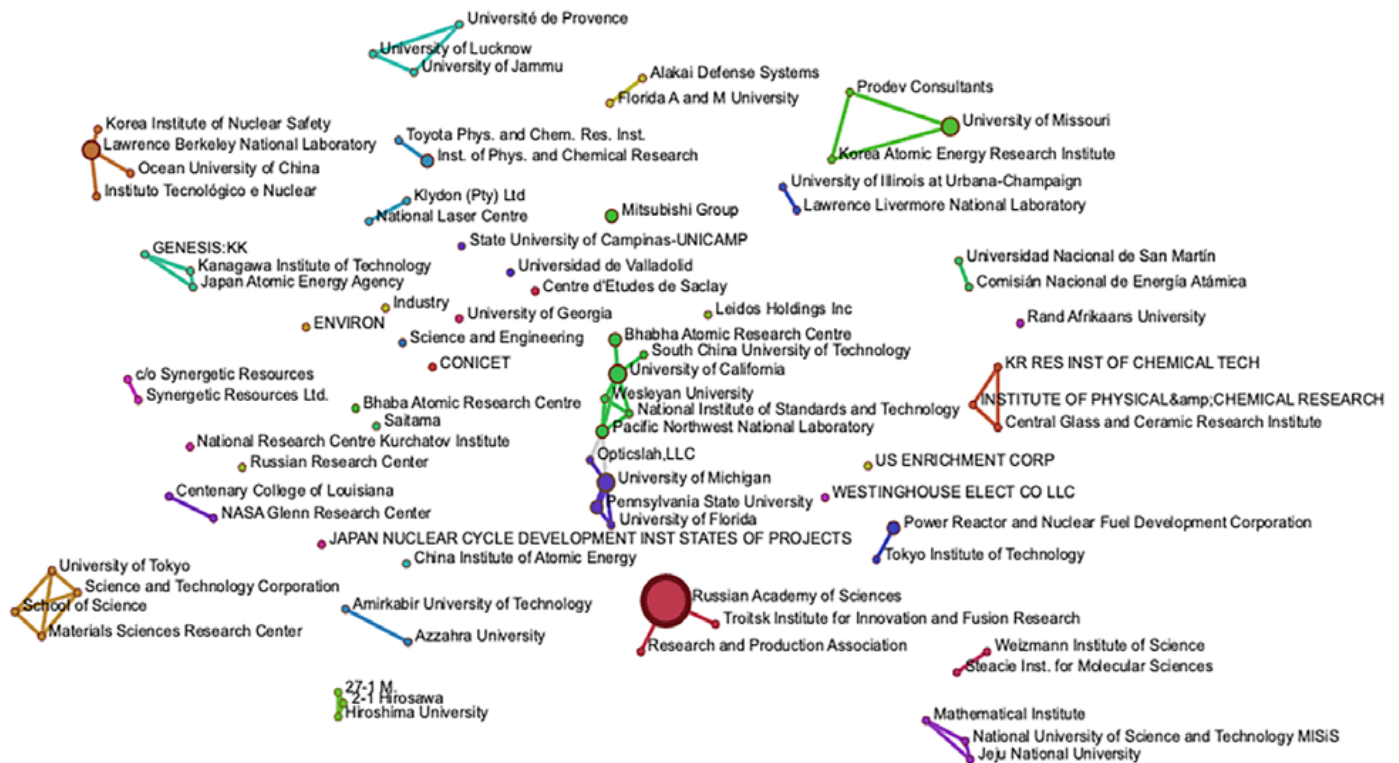 Université de Provence
University of Lucknow
University of Jammu
Alakai Defense Systems
Florida A and M University
Prodev Consultants
University of Missouri
Korea Atomic Energy Research Institute
Korea Institute of Nuclear Safety
Lawrence Berkeley National Laboratory
Ocean University of China
Instituto Tecnológico e Nuclear
Toyota Phys. and Chem. Res. Inst.
Inst. of Phys. and Chemical Research
University of Illinois at Urbana-Champaign
Lawrence Livermore National Laboratory
Klydon (Pty) Ltd
National Laser Centre
Mitsubishi Group
State University of Campinas-UNICAMP
GENESIS:KK
Kanagawa Institute of Technology
Japan Atomic Energy Agency
Universidad de Valladolid
Centre d'Etudes de Saclay
Universidad Nacional de San Martín
Comisián Nacional de Energía Atámica
Industry
ENVIRON
University of Georgia
Leidos Holdings Inc
Rand Afrikaans University
Science and Engineering
CONICET
Bhabha Atomic Research Centre
South China University of Technology
University of California
Wesleyan University
National Institute of Standards and Technology
Pacific Northwest National Laboratory
KR RES INST OF CHEMICAL TECH
INSTITUTE OF PHYSICAL&amp;CHEMICAL RESEARCH
Central Glass and Ceramic Research Institute
c/o Synergetic Resources
Synergetic Resources Ltd.
Bhaba Atomic Research Centre
Saitama
National Research Centre Kurchatov Institute
Russian Research Center
Opticslah,LLC
University of Michigan
Pennsylvania State University
University of Florida
US ENRICHMENT CORP
WESTINGHOUSE ELECT CO LLC
Centenary College of Louisiana
NASA Glenn Research Center
Power Reactor and Nuclear Fuel Development Corporation
Tokyo Institute of Technology
JAPAN NUCLEAR CYCLE DEVELOPMENT INST STATES OF PROJECTS
China Institute of Atomic Energy
University of Tokyo
Science and Technology Corporation
School of Science
Materials Sciences Research Center
Amirkabir University of Technology
Azzahra University
Russian Academy of Sciences
Troitsk Institute for Innovation and Fusion Research
Research and Production Association
Weizmann Institute of Science
Steacie Inst. for Molecular Sciences
27-1 M.
2-1 Hirosawa
Hiroshima University
Mathematical Institute
National University of Science and Technology MISiS
Jeju National University